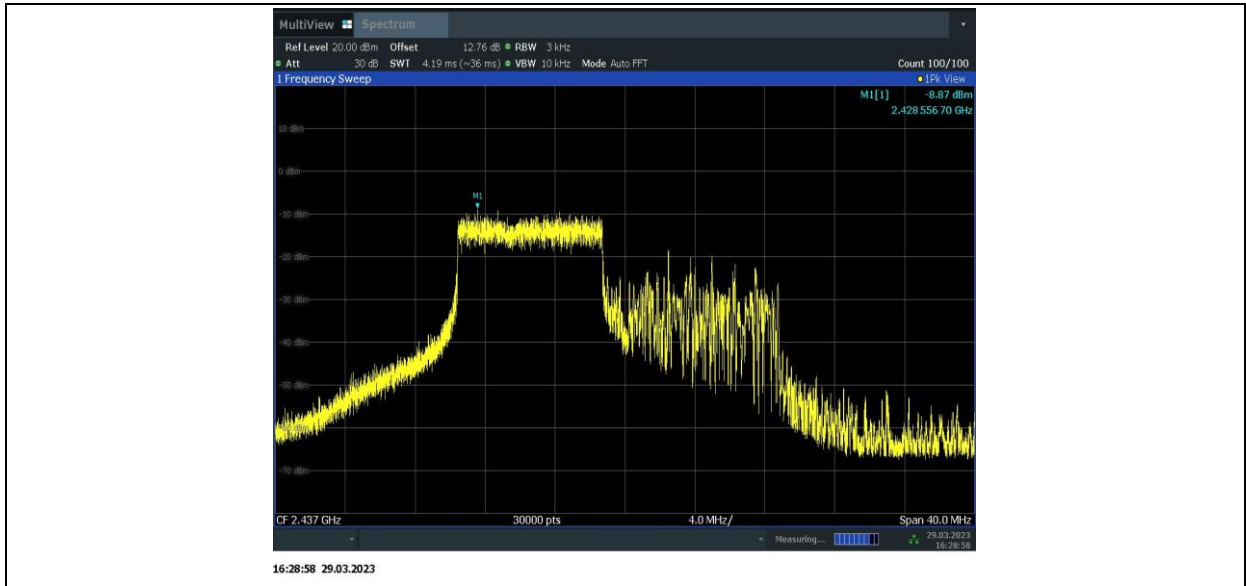 MultiView Spectrum
Ref Level 20.00 dBm Offset 12.76 dB RBW 3 kHz
Att 30 dB SWT 4.19 ms (~36 ms) VBW 10 kHz Mode Auto FFT Count 100/100
1 Frequency Sweep 1Pk View
M1[1] -8.87 dBm
2.428 556 70 GHz
10 dBm
0 dBm
M1
-10 dBm
-20 dBm
-30 dBm
-40 dBm
-50 dBm
-70 dBm
CF 2.437 GHz 30000 pts 4.0 MHz/ Span 40.0 MHz
Measuring... 29.03.2023
16:28:58
16:28:58 29.03.2023